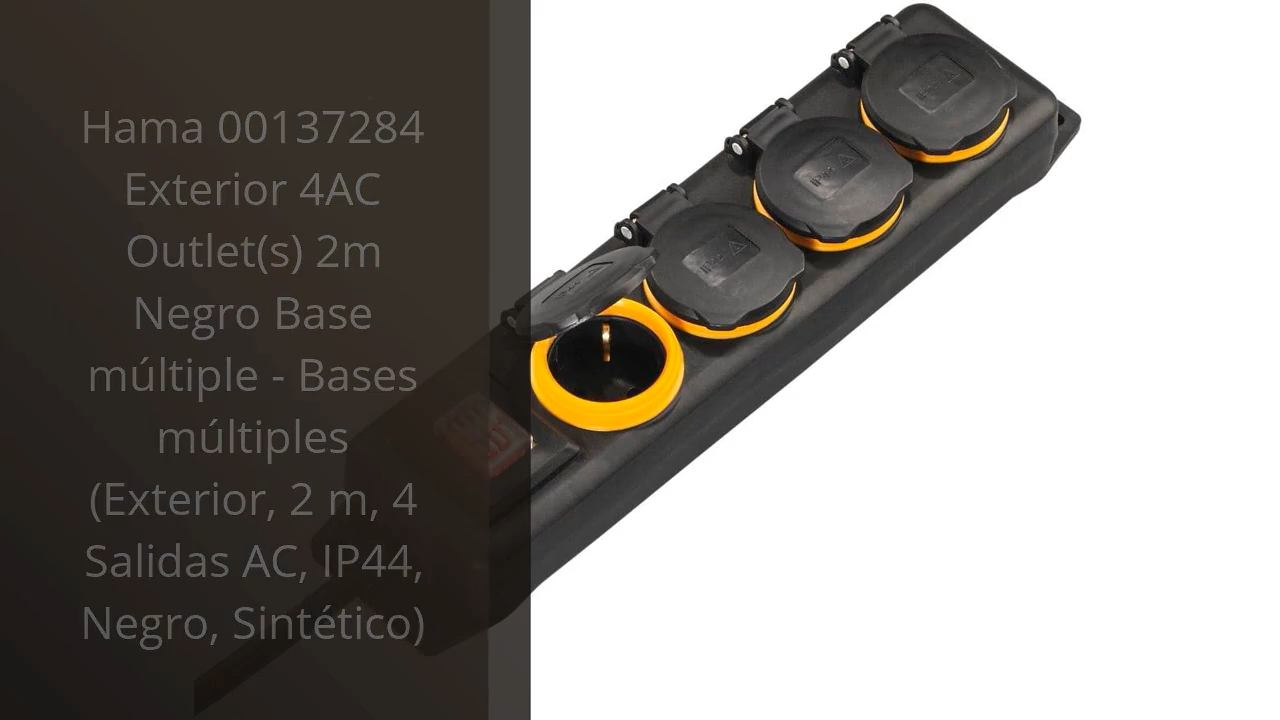 Hama 00137284
Exterior 4AC
Outlet(s) 2m
Negro Base
múltiple - Bases
múltiples
(Exterior, 2 m, 4
Salidas AC, IP44,
Negro, Sintético)